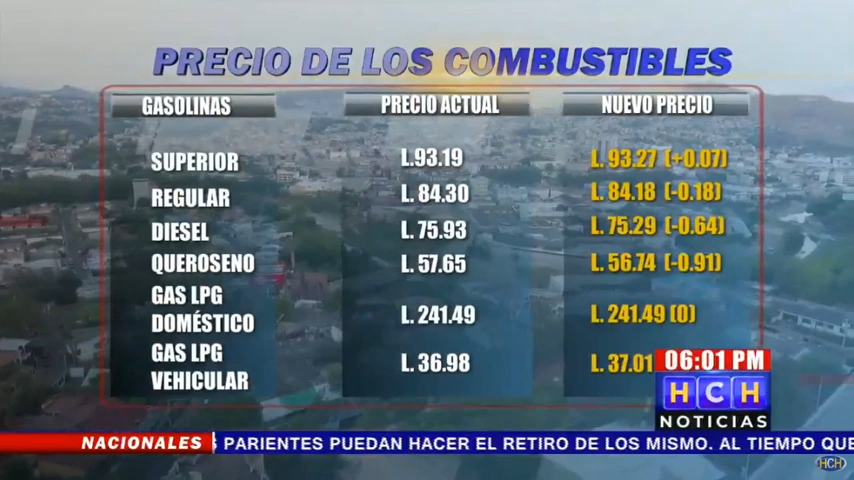 PRECIO DE LOS COMBUSTIBLES
GASOLINAS PRECIO ACTUAL NUEVO PRECIO
SUPERIOR L.93.19 L. 93.27 (+0.07)
REGULAR L. 84.30 L. 84.18 (-0.18)
DIESEL L. 75.93 L. 75.29 (-0.64)
QUEROSENO L. 57.65 L. 56.74 (-0.91)
GAS LPG
DOMÉSTICO L. 241.49 L. 241.49 (0)
GAS LPG
VEHICULAR L. 36.98 L. 37.01
06:01 PM
HCH
NOTICIAS
NACIONALES PARIENTES PUEDAN HACER EL RETIRO DE LOS MISMO. AL TIEMPO QUE
HCH